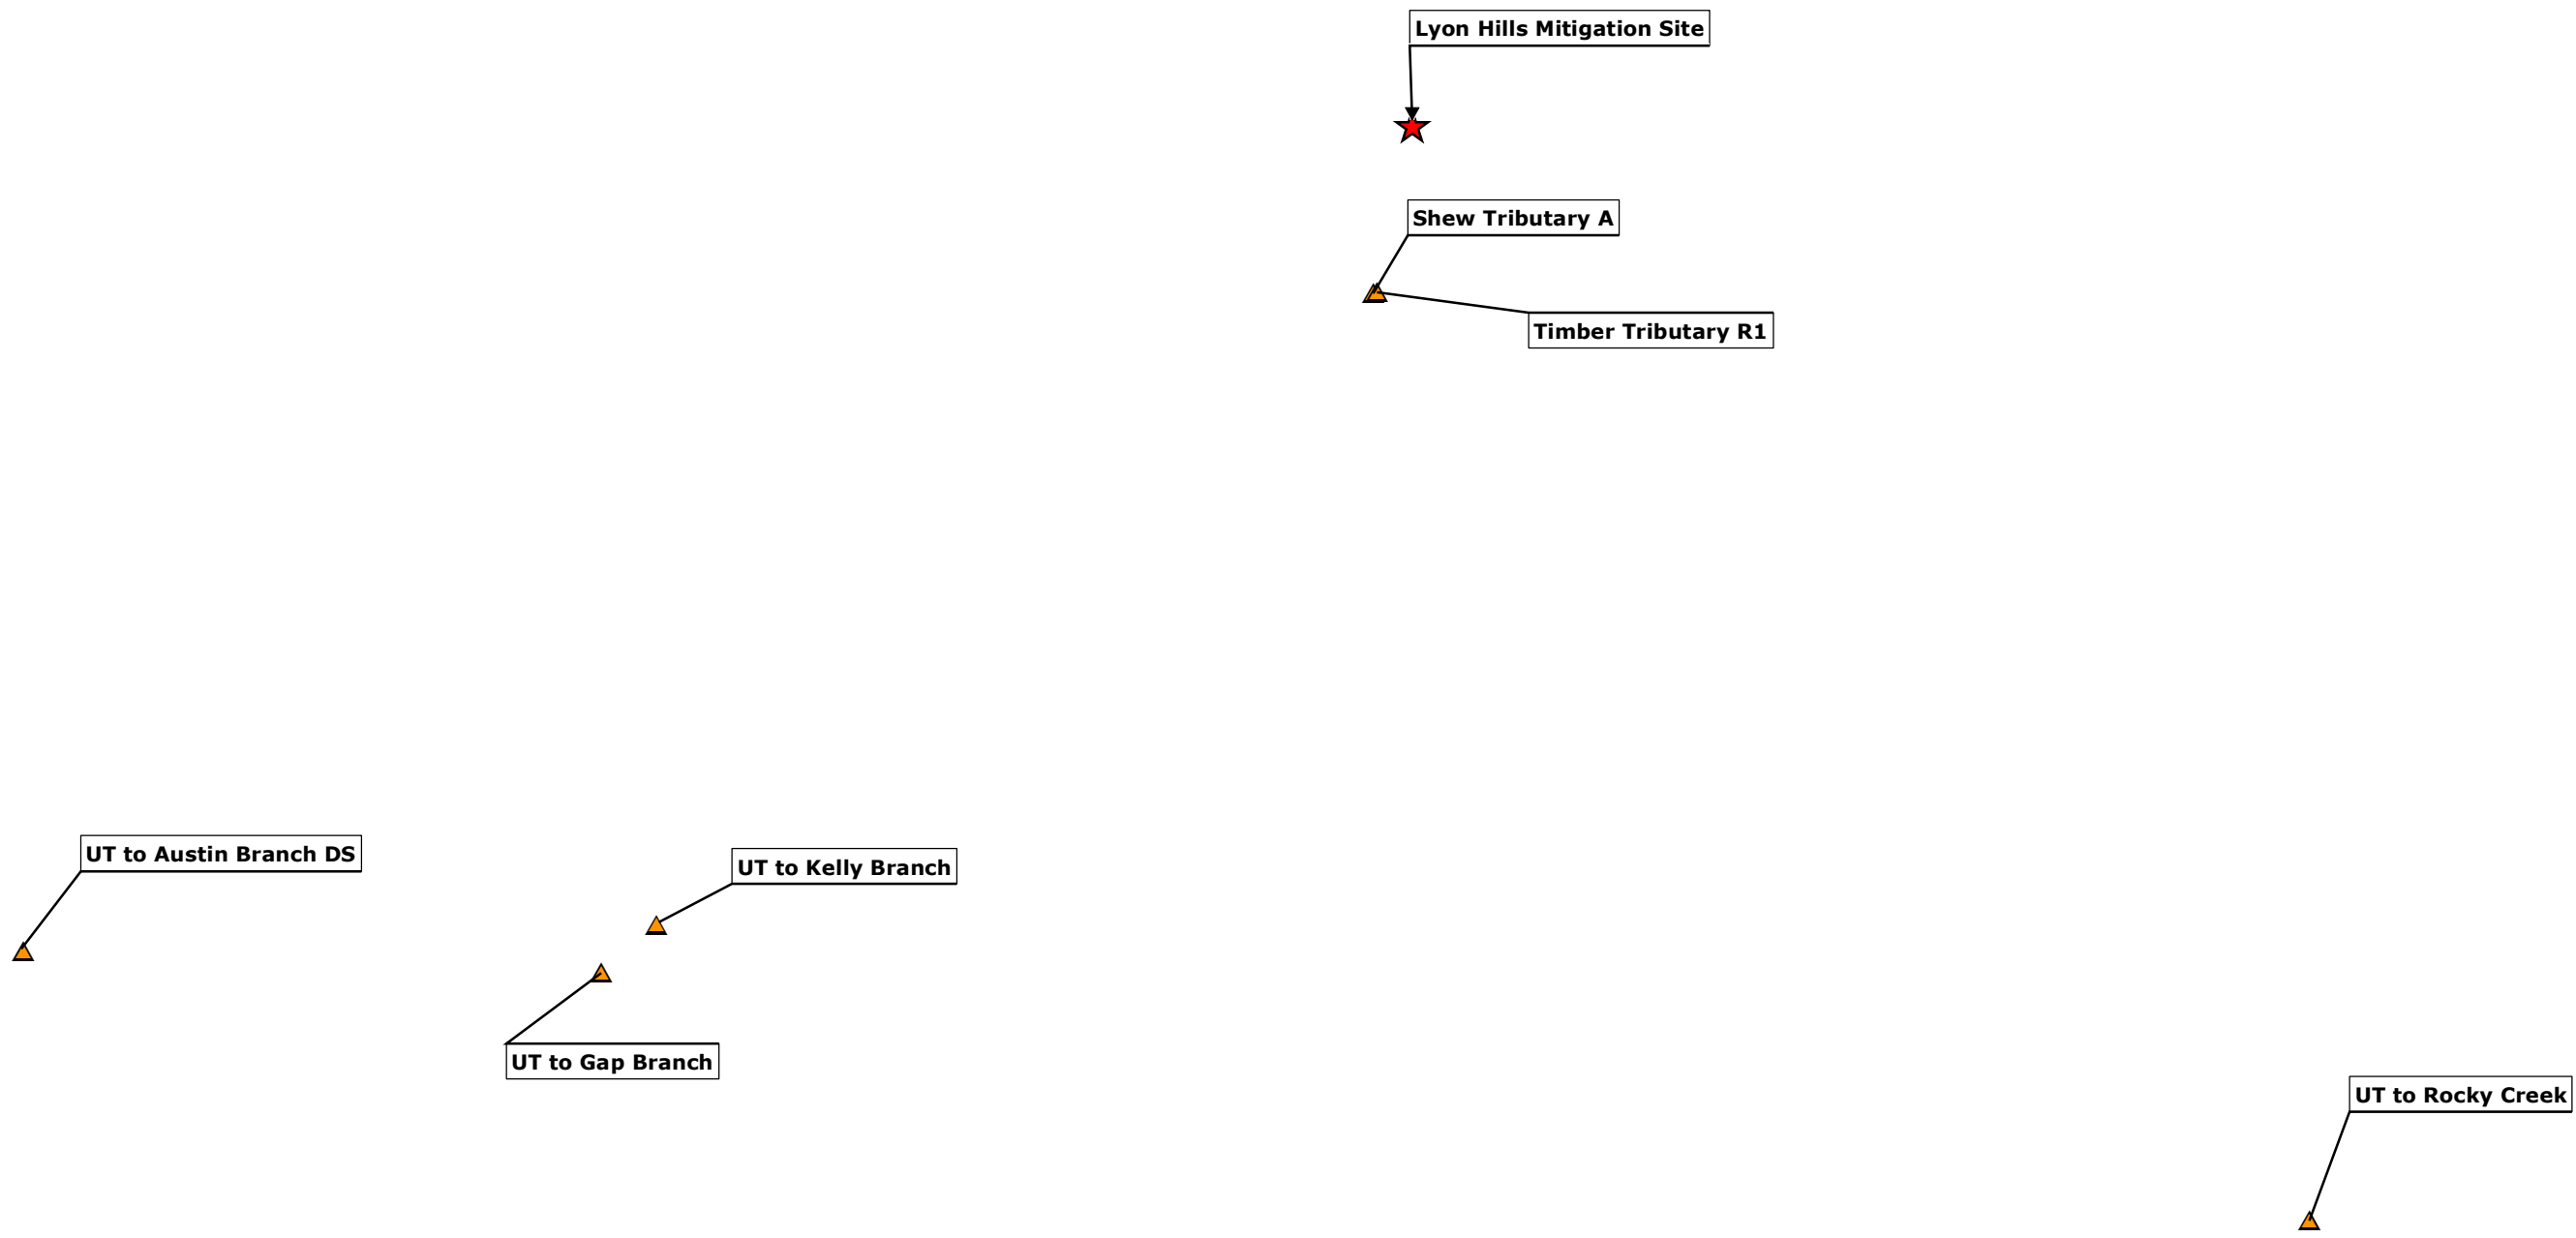 Lyon Hills Mitigation Site
Shew Tributary A
Timber Tributary R1
UT to Austin Branch DS
UT to Kelly Branch
UT to Gap Branch
UT to Rocky Creek